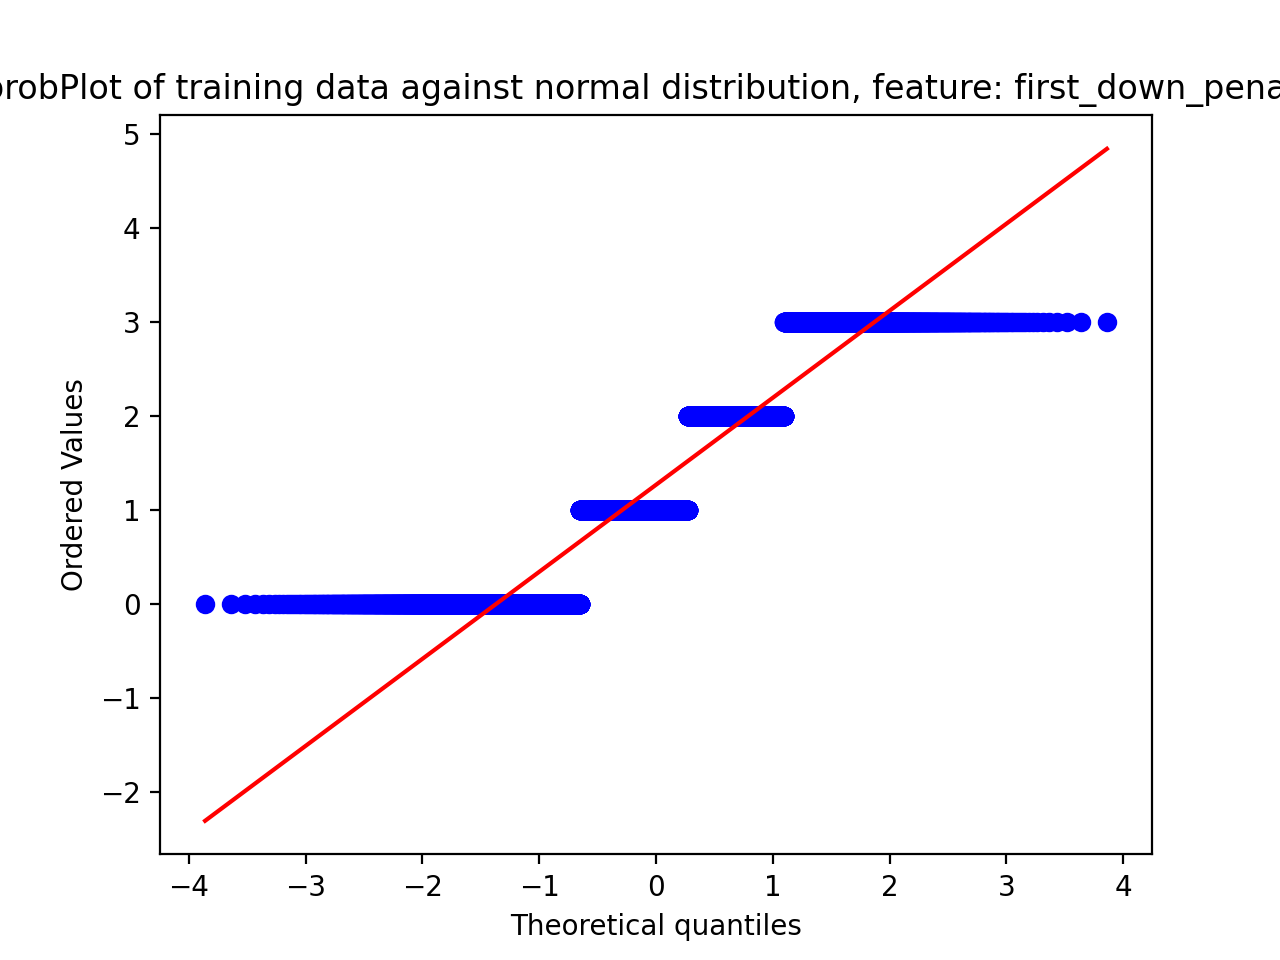 probPlot of training data against normal distribution, feature: first_down_pena
5
4
3
2
1
0
−1
−2
Ordered Values
−4 −3 −2 −1 0 1 2 3 4
Theoretical quantiles